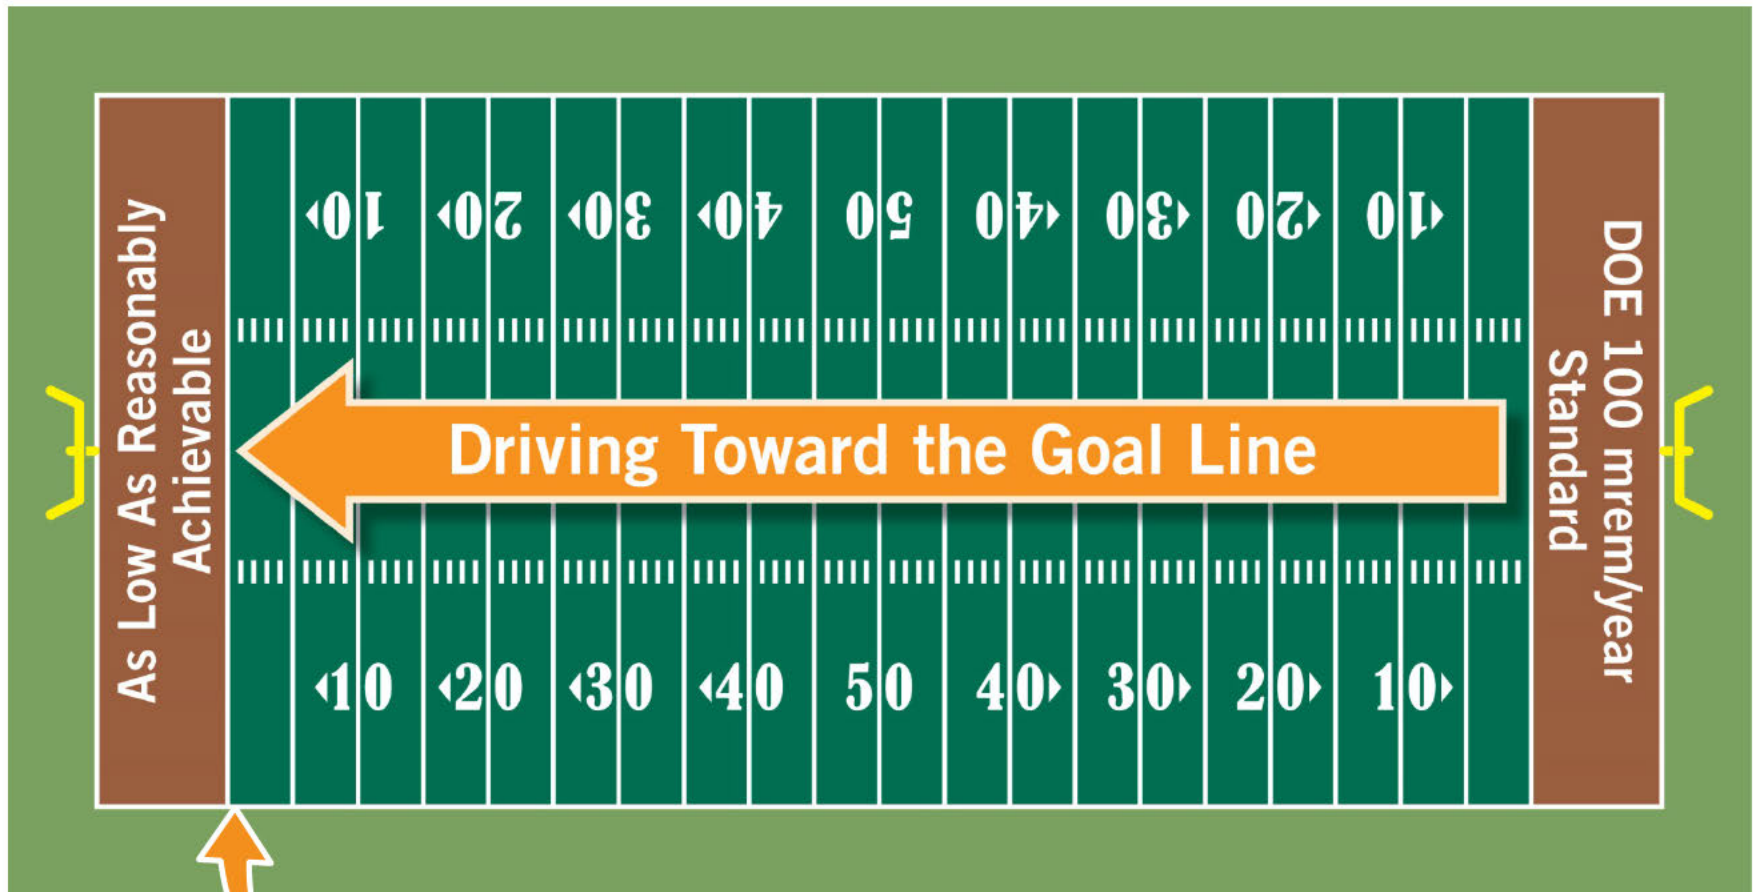 As Low As Reasonably
Achievable
10 20 30 40 50 40 30 20 10
Driving Toward the Goal Line
10 20 30 40 50 40 30 20 10
DOE 100 mrem/year
Standard